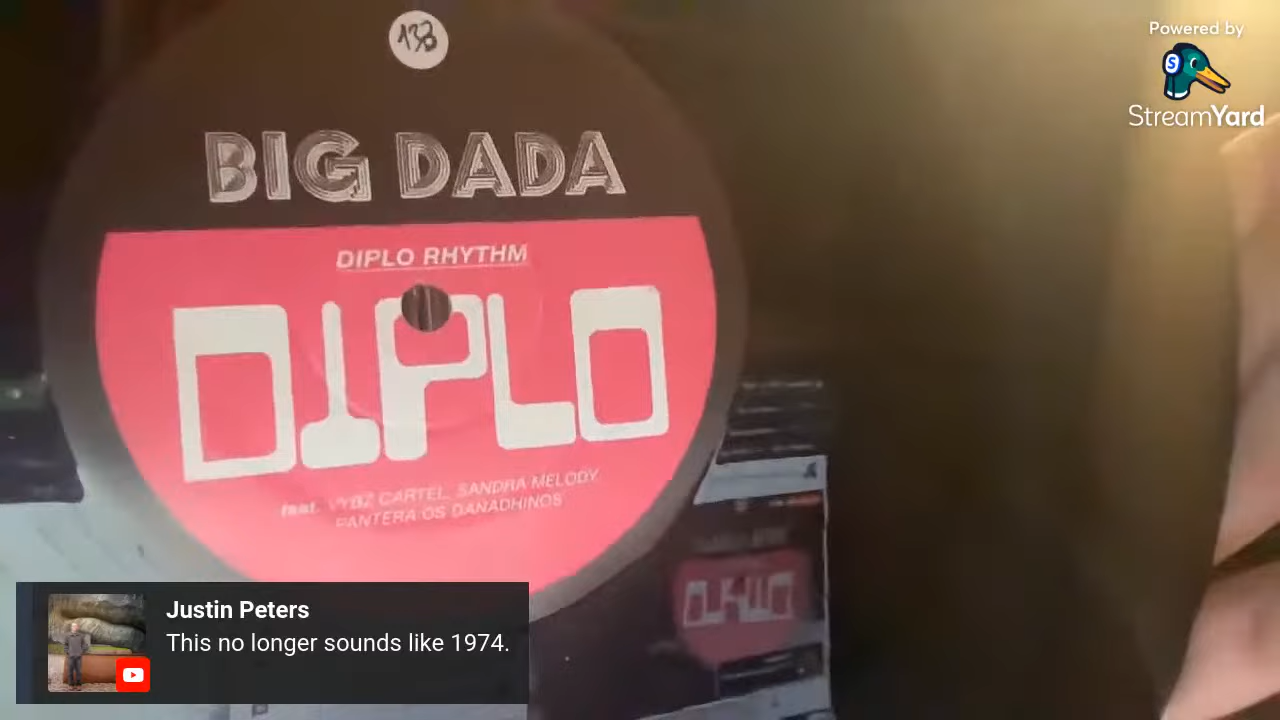 138
Powered by
StreamYard
BIG DADA
DIPLO RHYTHM
DIPLO
feat. VYBZ CARTEL, SANDRA MELODY
PANTERA OS DANADHINOS
Justin Peters
This no longer sounds like 1974.